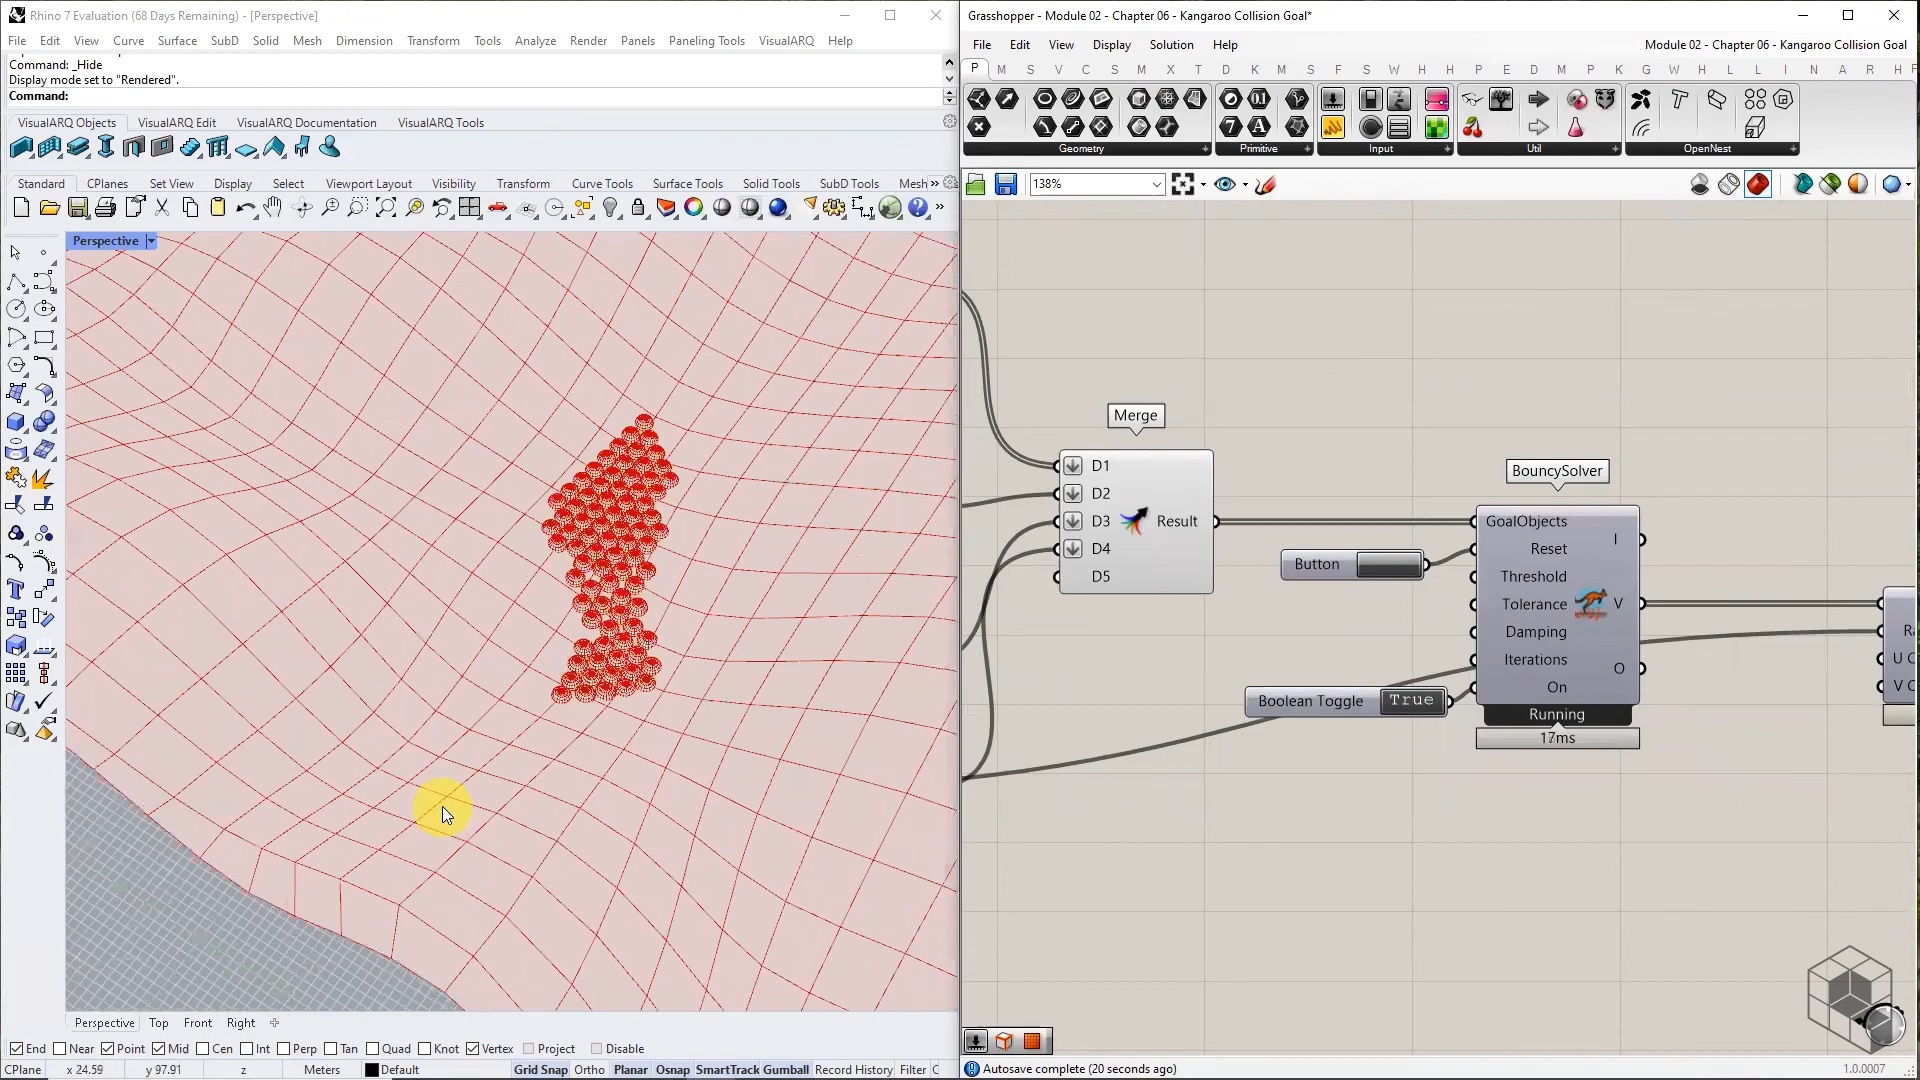 Rhino 7 Evaluation (68 Days Remaining) - [Perspective]
File Edit View Curve Surface SubD Solid Mesh Dimension Transform Tools Analyze Render Panels Paneling Tools VisualARQ Help
Command: _Hide
Display mode set to "Rendered".
Command:
VisualARQ Objects VisualARQ Edit VisualARQ Documentation VisualARQ Tools
Standard CPlanes Set View Display Select Viewport Layout Visibility Transform Curve Tools Surface Tools Solid Tools SubD Tools Mesh »
Perspective
Perspective Top Front Right
End Near Point Mid Cen Int Perp Tan Quad Knot Vertex Project Disable
CPlane x 24.59 y 97.91 z Meters Default Grid Snap Ortho Planar Osnap SmartTrack Gumball Record History Filter C
Grasshopper - Module 02 - Chapter 06 - Kangaroo Collision Goal*
File Edit View Display Solution Help
Module 02 - Chapter 06 - Kangaroo Collision Goal
P M S V C S M X T D K M S F S W H H P E D M P K G W H L L I N A R H F
Geometry Primitive Input Util OpenNest
138%
Merge
D1
D2
D3 Result
D4
D5
BouncySolver
GoalObjects
I
Reset
Threshold
Tolerance V
Damping
Iterations
O
On
Running
17ms
Button
Boolean Toggle True
U C
V C
Autosave complete (20 seconds ago)
1.0.0007